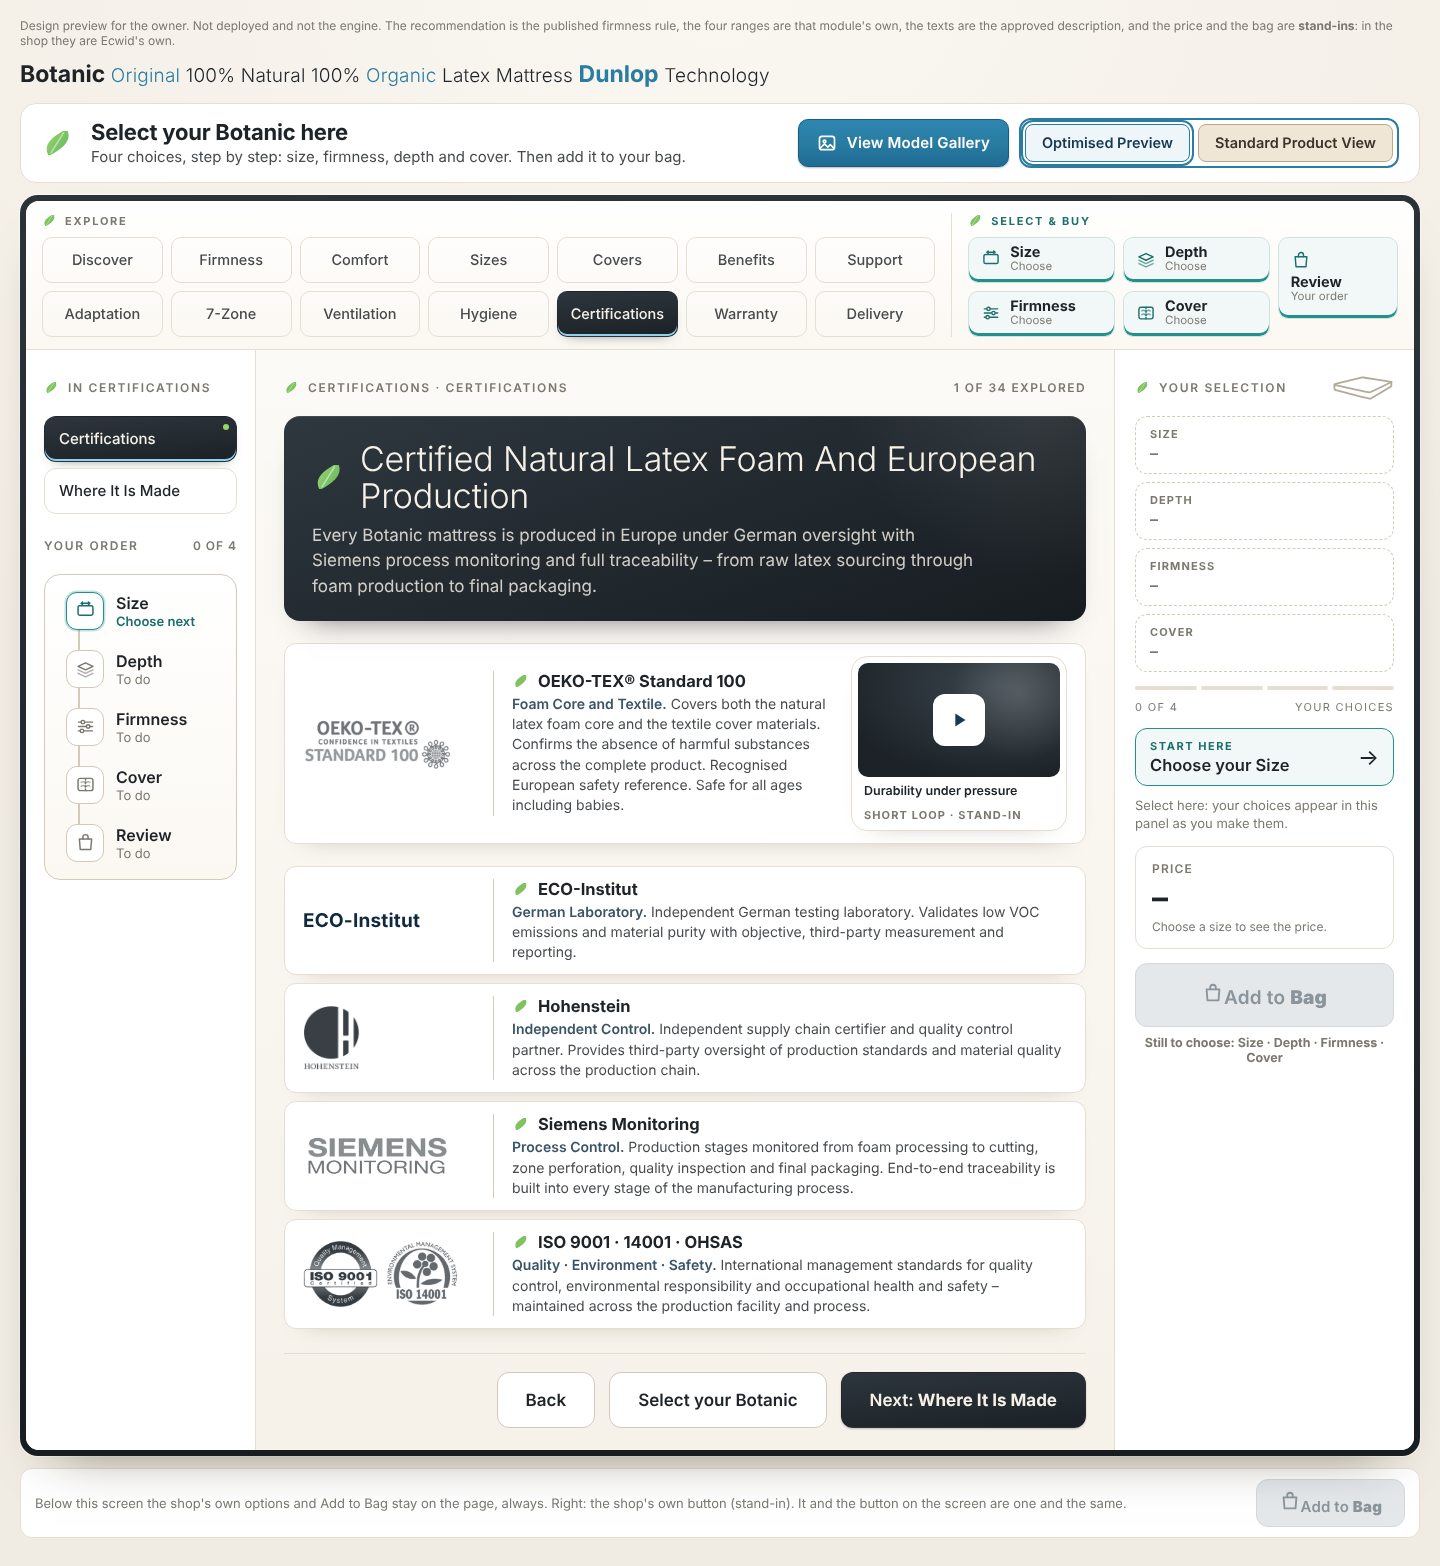 Design preview for the owner. Not deployed and not the engine. The recommendation is the published firmness rule, the four ranges are that module's own, the texts are the approved description, and the price and the bag are stand-ins: in the
shop they are Ecwid's own.
Botanic Original 100% Natural 100% Organic Latex Mattress Dunlop Technology
Select your Botanic here
Four choices, step by step: size, firmness, depth and cover. Then add it to your bag.
View Model Gallery
Optimised Preview
Standard Product View
EXPLORE
Discover
Firmness
Comfort
Sizes
Covers
Benefits
Support
Adaptation
7-Zone
Ventilation
Hygiene
Certifications
Warranty
Delivery
SELECT & BUY
Size
Choose
Depth
Choose
Firmness
Choose
Cover
Choose
Review
Your order
IN CERTIFICATIONS
Certifications
Where It Is Made
YOUR ORDER
0 OF 4
Size
Choose next
Depth
To do
Firmness
To do
Cover
To do
Review
To do
CERTIFICATIONS · CERTIFICATIONS
1 OF 34 EXPLORED
Certified Natural Latex Foam And European
Production
Every Botanic mattress is produced in Europe under German oversight with
Siemens process monitoring and full traceability – from raw latex sourcing through
foam production to final packaging.
OEKO-TEX®
CONFIDENCE IN TEXTILES
STANDARD 100
OEKO-TEX® Standard 100
Foam Core and Textile. Covers both the natural
latex foam core and the textile cover materials.
Confirms the absence of harmful substances
across the complete product. Recognised
European safety reference. Safe for all ages
including babies.
Durability under pressure
SHORT LOOP · STAND-IN
ECO-Institut
ECO-Institut
German Laboratory. Independent German testing laboratory. Validates low VOC
emissions and material purity with objective, third-party measurement and
reporting.
HOHENSTEIN
Hohenstein
Independent Control. Independent supply chain certifier and quality control
partner. Provides third-party oversight of production standards and material quality
across the production chain.
SIEMENS
MONITORING
Siemens Monitoring
Process Control. Production stages monitored from foam processing to cutting,
zone perforation, quality inspection and final packaging. End-to-end traceability is
built into every stage of the manufacturing process.
Quality Management
ISO 9001
Certified
System
ENVIRONMENTAL MANAGEMENT SYSTEM
ISO 14001
ISO 9001 · 14001 · OHSAS
Quality · Environment · Safety. International management standards for quality
control, environmental responsibility and occupational health and safety –
maintained across the production facility and process.
Back
Select your Botanic
Next: Where It Is Made
YOUR SELECTION
SIZE
–
DEPTH
–
FIRMNESS
–
COVER
–
0 OF 4
YOUR CHOICES
START HERE
Choose your Size
Select here: your choices appear in this
panel as you make them.
PRICE
–
Choose a size to see the price.
Add to Bag
Still to choose: Size · Depth · Firmness ·
Cover
Below this screen the shop's own options and Add to Bag stay on the page, always. Right: the shop's own button (stand-in). It and the button on the screen are one and the same.
Add to Bag